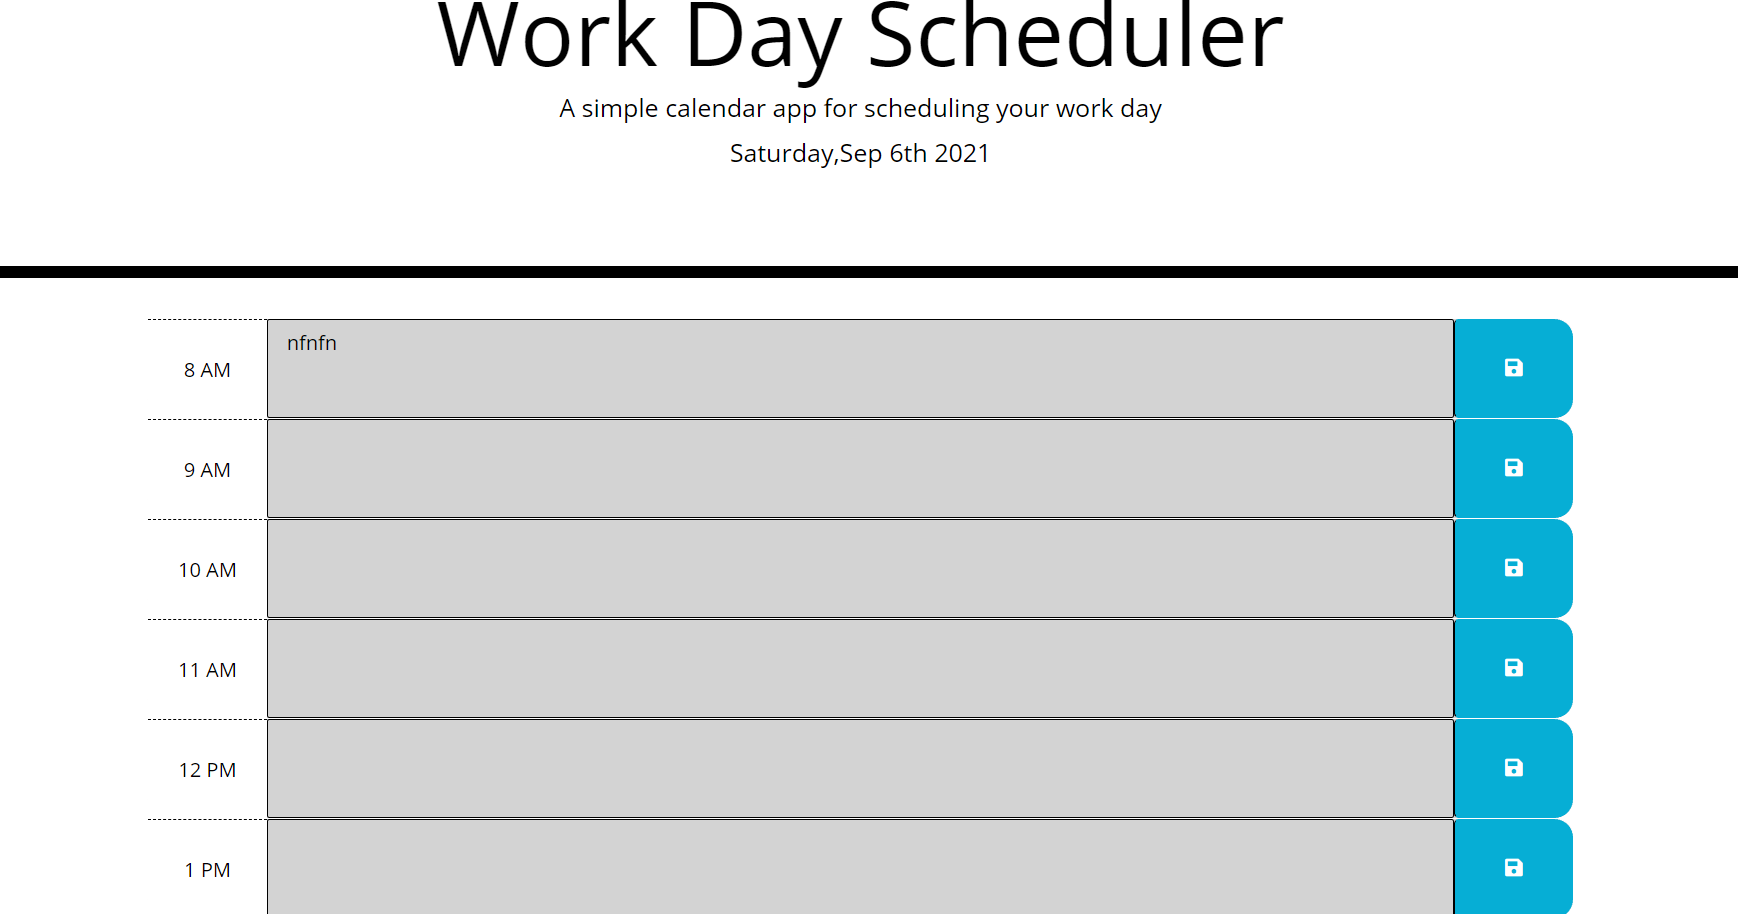 Work Day Scheduler
A simple calendar app for scheduling your work day
Saturday,Sep 6th 2021
nfnfn
8 AM
9 AM
10 AM
11 AM
12 PM
1 PM